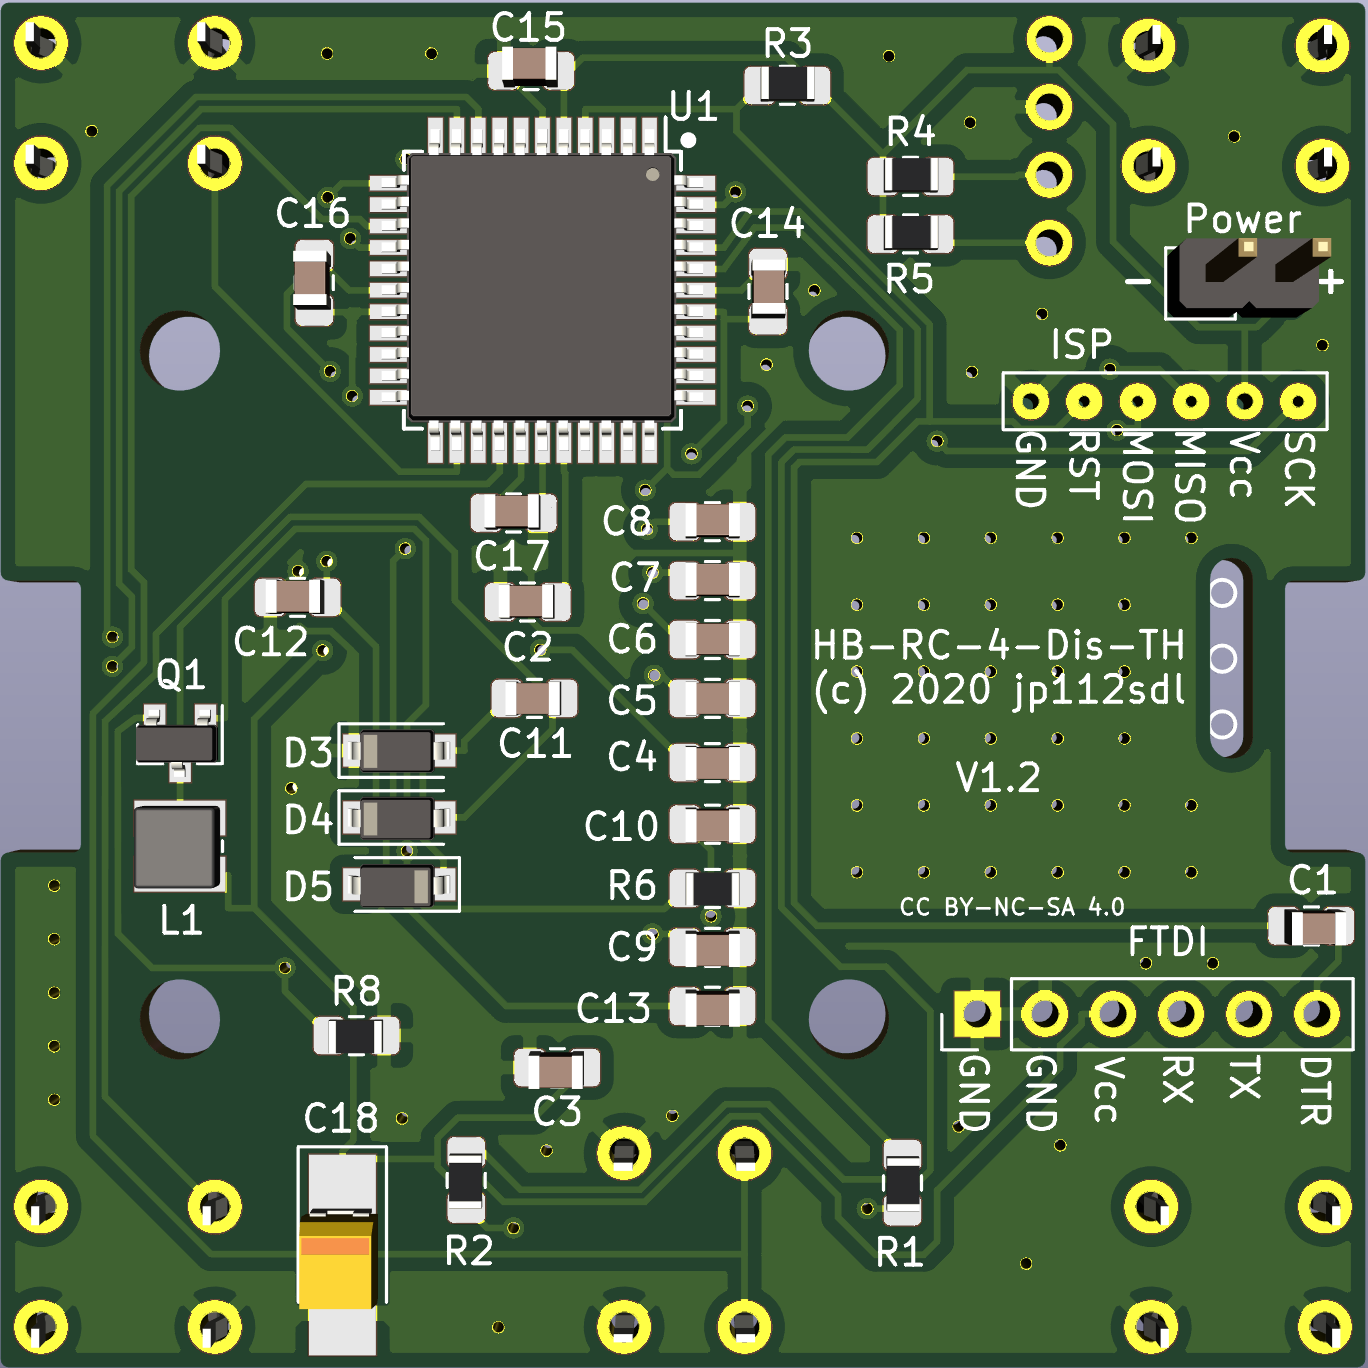 C15
R3
U1
R4
C16
C14
Power
R5
-
+
ISP
GND
RST
MOSI
MISO
Vcc
SCK
C8
C17
C7
C12
C2
C6
HB-RC-4-Dis-TH
Q1
C5
(c) 2020 jp112sdl
D3
C11
C4
V1.2
D4
C10
D5
R6
C1
L1
CC BY-NC-SA 4.0
C9
FTDI
R8
C13
GND
GND
Vcc
RX
TX
DTR
C18
C3
R2
R1